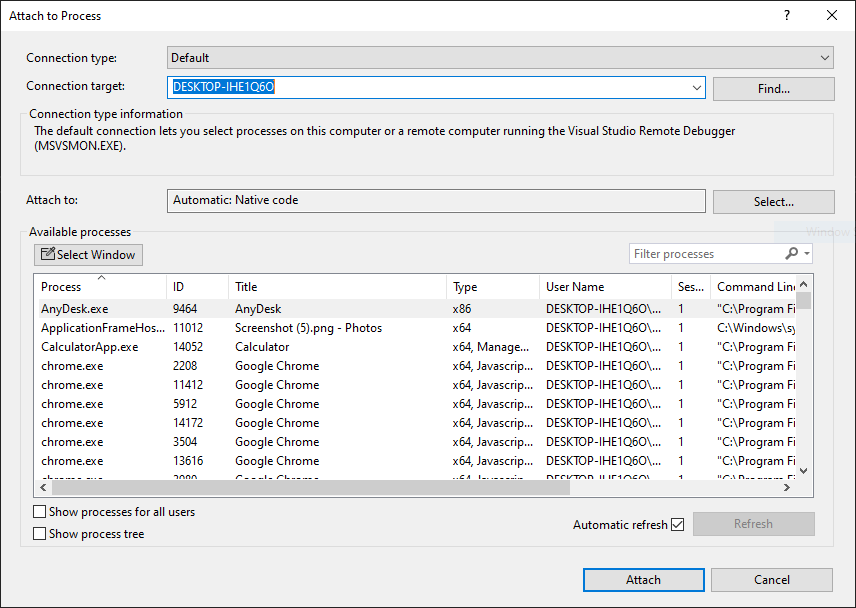 Attach to Process
Connection type: Default
Connection target: DESKTOP-IHE1Q6O Find...
Connection type information
The default connection lets you select processes on this computer or a remote computer running the Visual Studio Remote Debugger
(MSVSMON.EXE).
Attach to: Automatic: Native code Select...
Window
Available processes
Select Window Filter processes
Process ID Title Type User Name Ses... Command Line
AnyDesk.exe 9464 AnyDesk x86 DESKTOP-IHE1Q6O\... 1 "C:\Program Fi
ApplicationFrameHos... 11012 Screenshot (5).png - Photos x64 DESKTOP-IHE1Q6O\... 1 C:\Windows\sy
CalculatorApp.exe 14052 Calculator x64, Manage... DESKTOP-IHE1Q6O\... 1 "C:\Program Fi
chrome.exe 2208 Google Chrome x64, Javascrip... DESKTOP-IHE1Q6O\... 1 "C:\Program Fi
chrome.exe 11412 Google Chrome x64, Javascrip... DESKTOP-IHE1Q6O\... 1 "C:\Program Fi
chrome.exe 5912 Google Chrome x64, Javascrip... DESKTOP-IHE1Q6O\... 1 "C:\Program Fi
chrome.exe 14172 Google Chrome x64, Javascrip... DESKTOP-IHE1Q6O\... 1 "C:\Program Fi
chrome.exe 3504 Google Chrome x64, Javascrip... DESKTOP-IHE1Q6O\... 1 "C:\Program Fi
chrome.exe 13616 Google Chrome x64, Javascrip... DESKTOP-IHE1Q6O\... 1 "C:\Program Fi
Show processes for all users
Automatic refresh Refresh
Show process tree
Attach Cancel